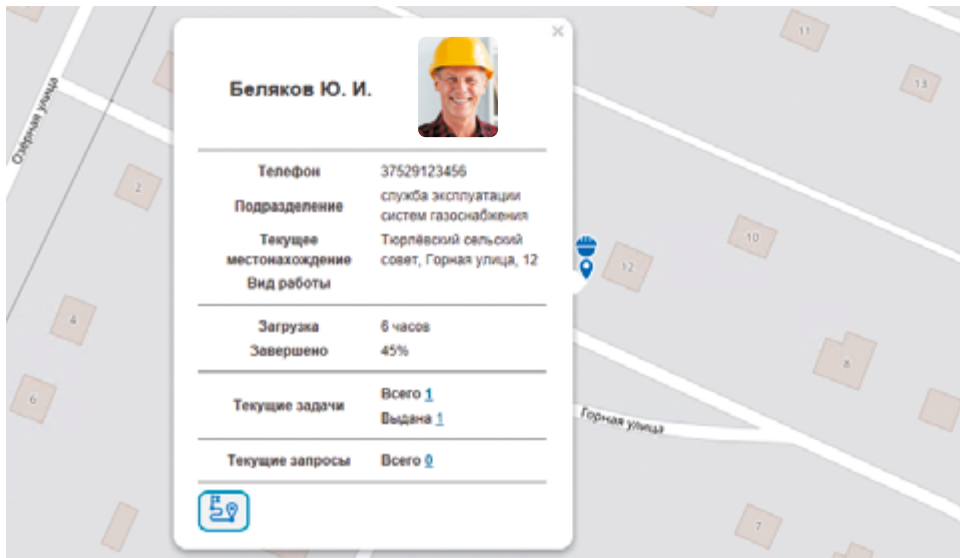 Беляков Ю. И.
×
Телефон 37529123456
Подразделение служба эксплуатации
систем газоснабжения
Текущее
местонахождение Тюрлёвский сельский
совет, Горная улица, 12
Вид работы
Загрузка 6 часов
Завершено 45%
Текущие задачи Всего 1
Выдана 1
Текущие запросы Всего 0
Озёрная улица
2
4
6
11
13
10
12
8
Горная улица
7